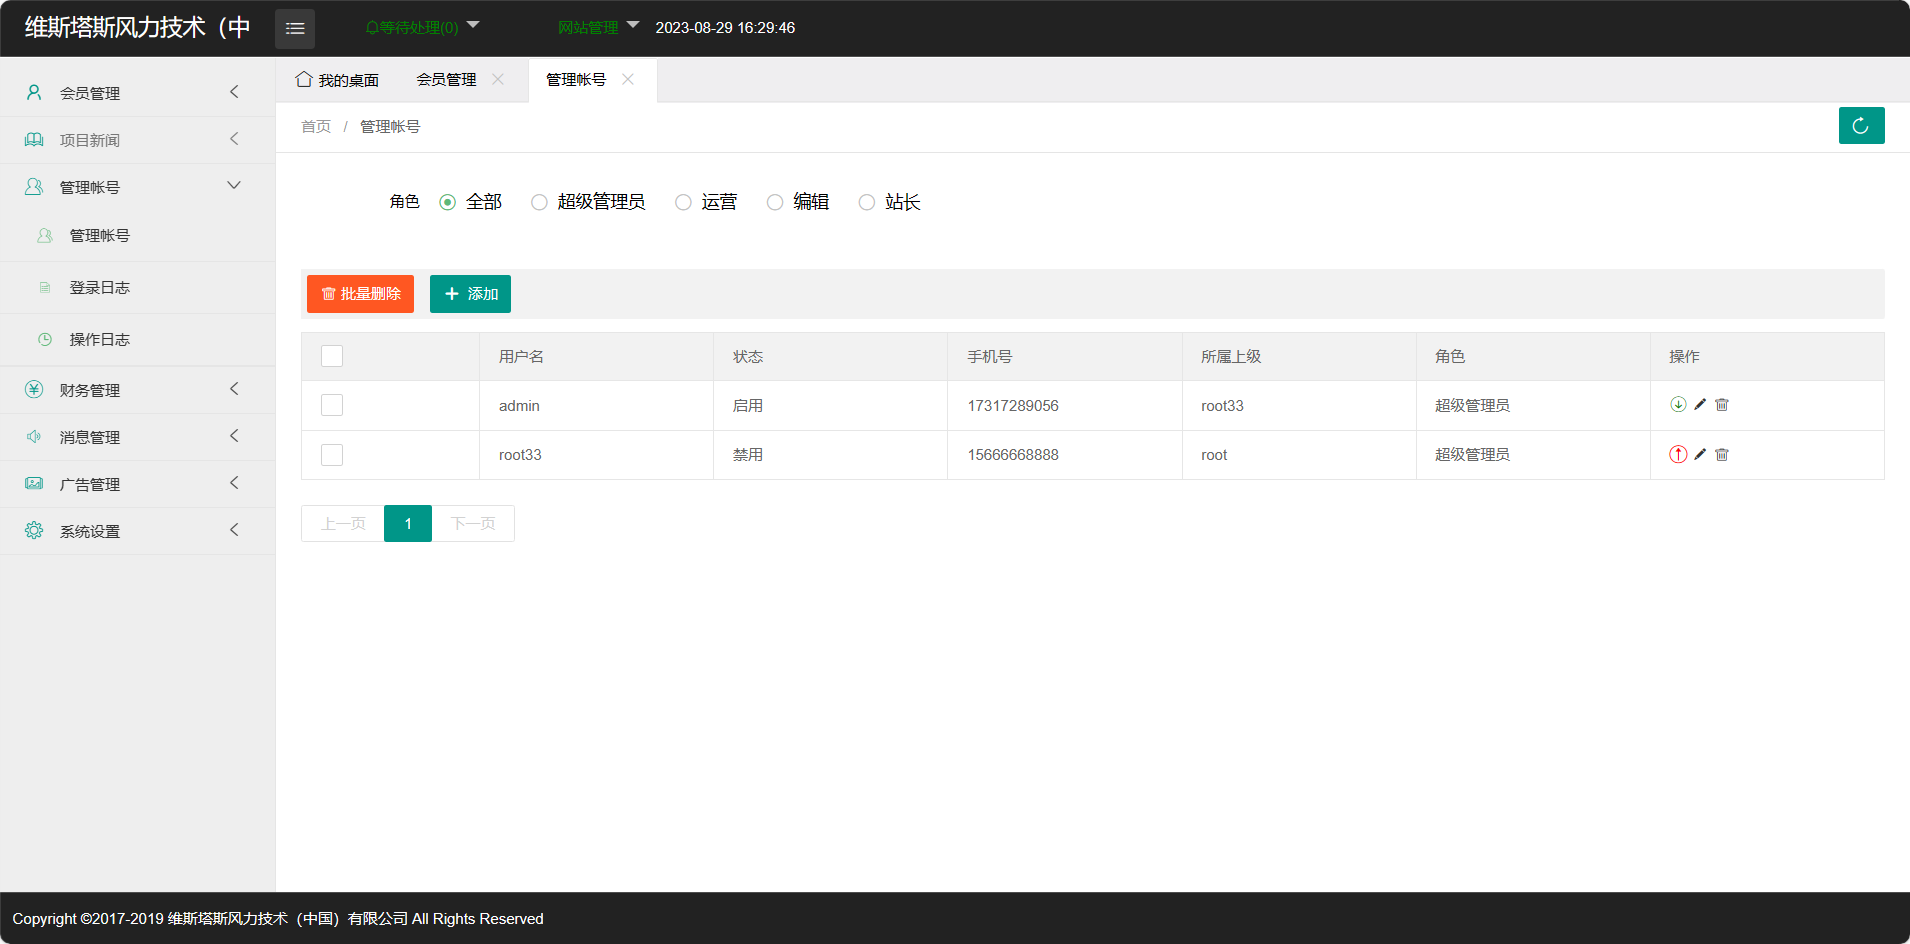 维斯塔斯风力技术（中
等待处理(0)
网站管理
2023-08-29 16:29:46
会员管理
项目新闻
管理帐号
管理帐号
登录日志
操作日志
财务管理
消息管理
广告管理
系统设置
我的桌面 会员管理 管理帐号
首页 / 管理帐号
角色 全部 超级管理员 运营 编辑 站长
批量删除 添加
用户名 状态 手机号 所属上级 角色 操作
admin 启用 17317289056 root33 超级管理员
root33 禁用 15666668888 root 超级管理员
上一页 1 下一页
Copyright ©2017-2019 维斯塔斯风力技术（中国）有限公司 All Rights Reserved